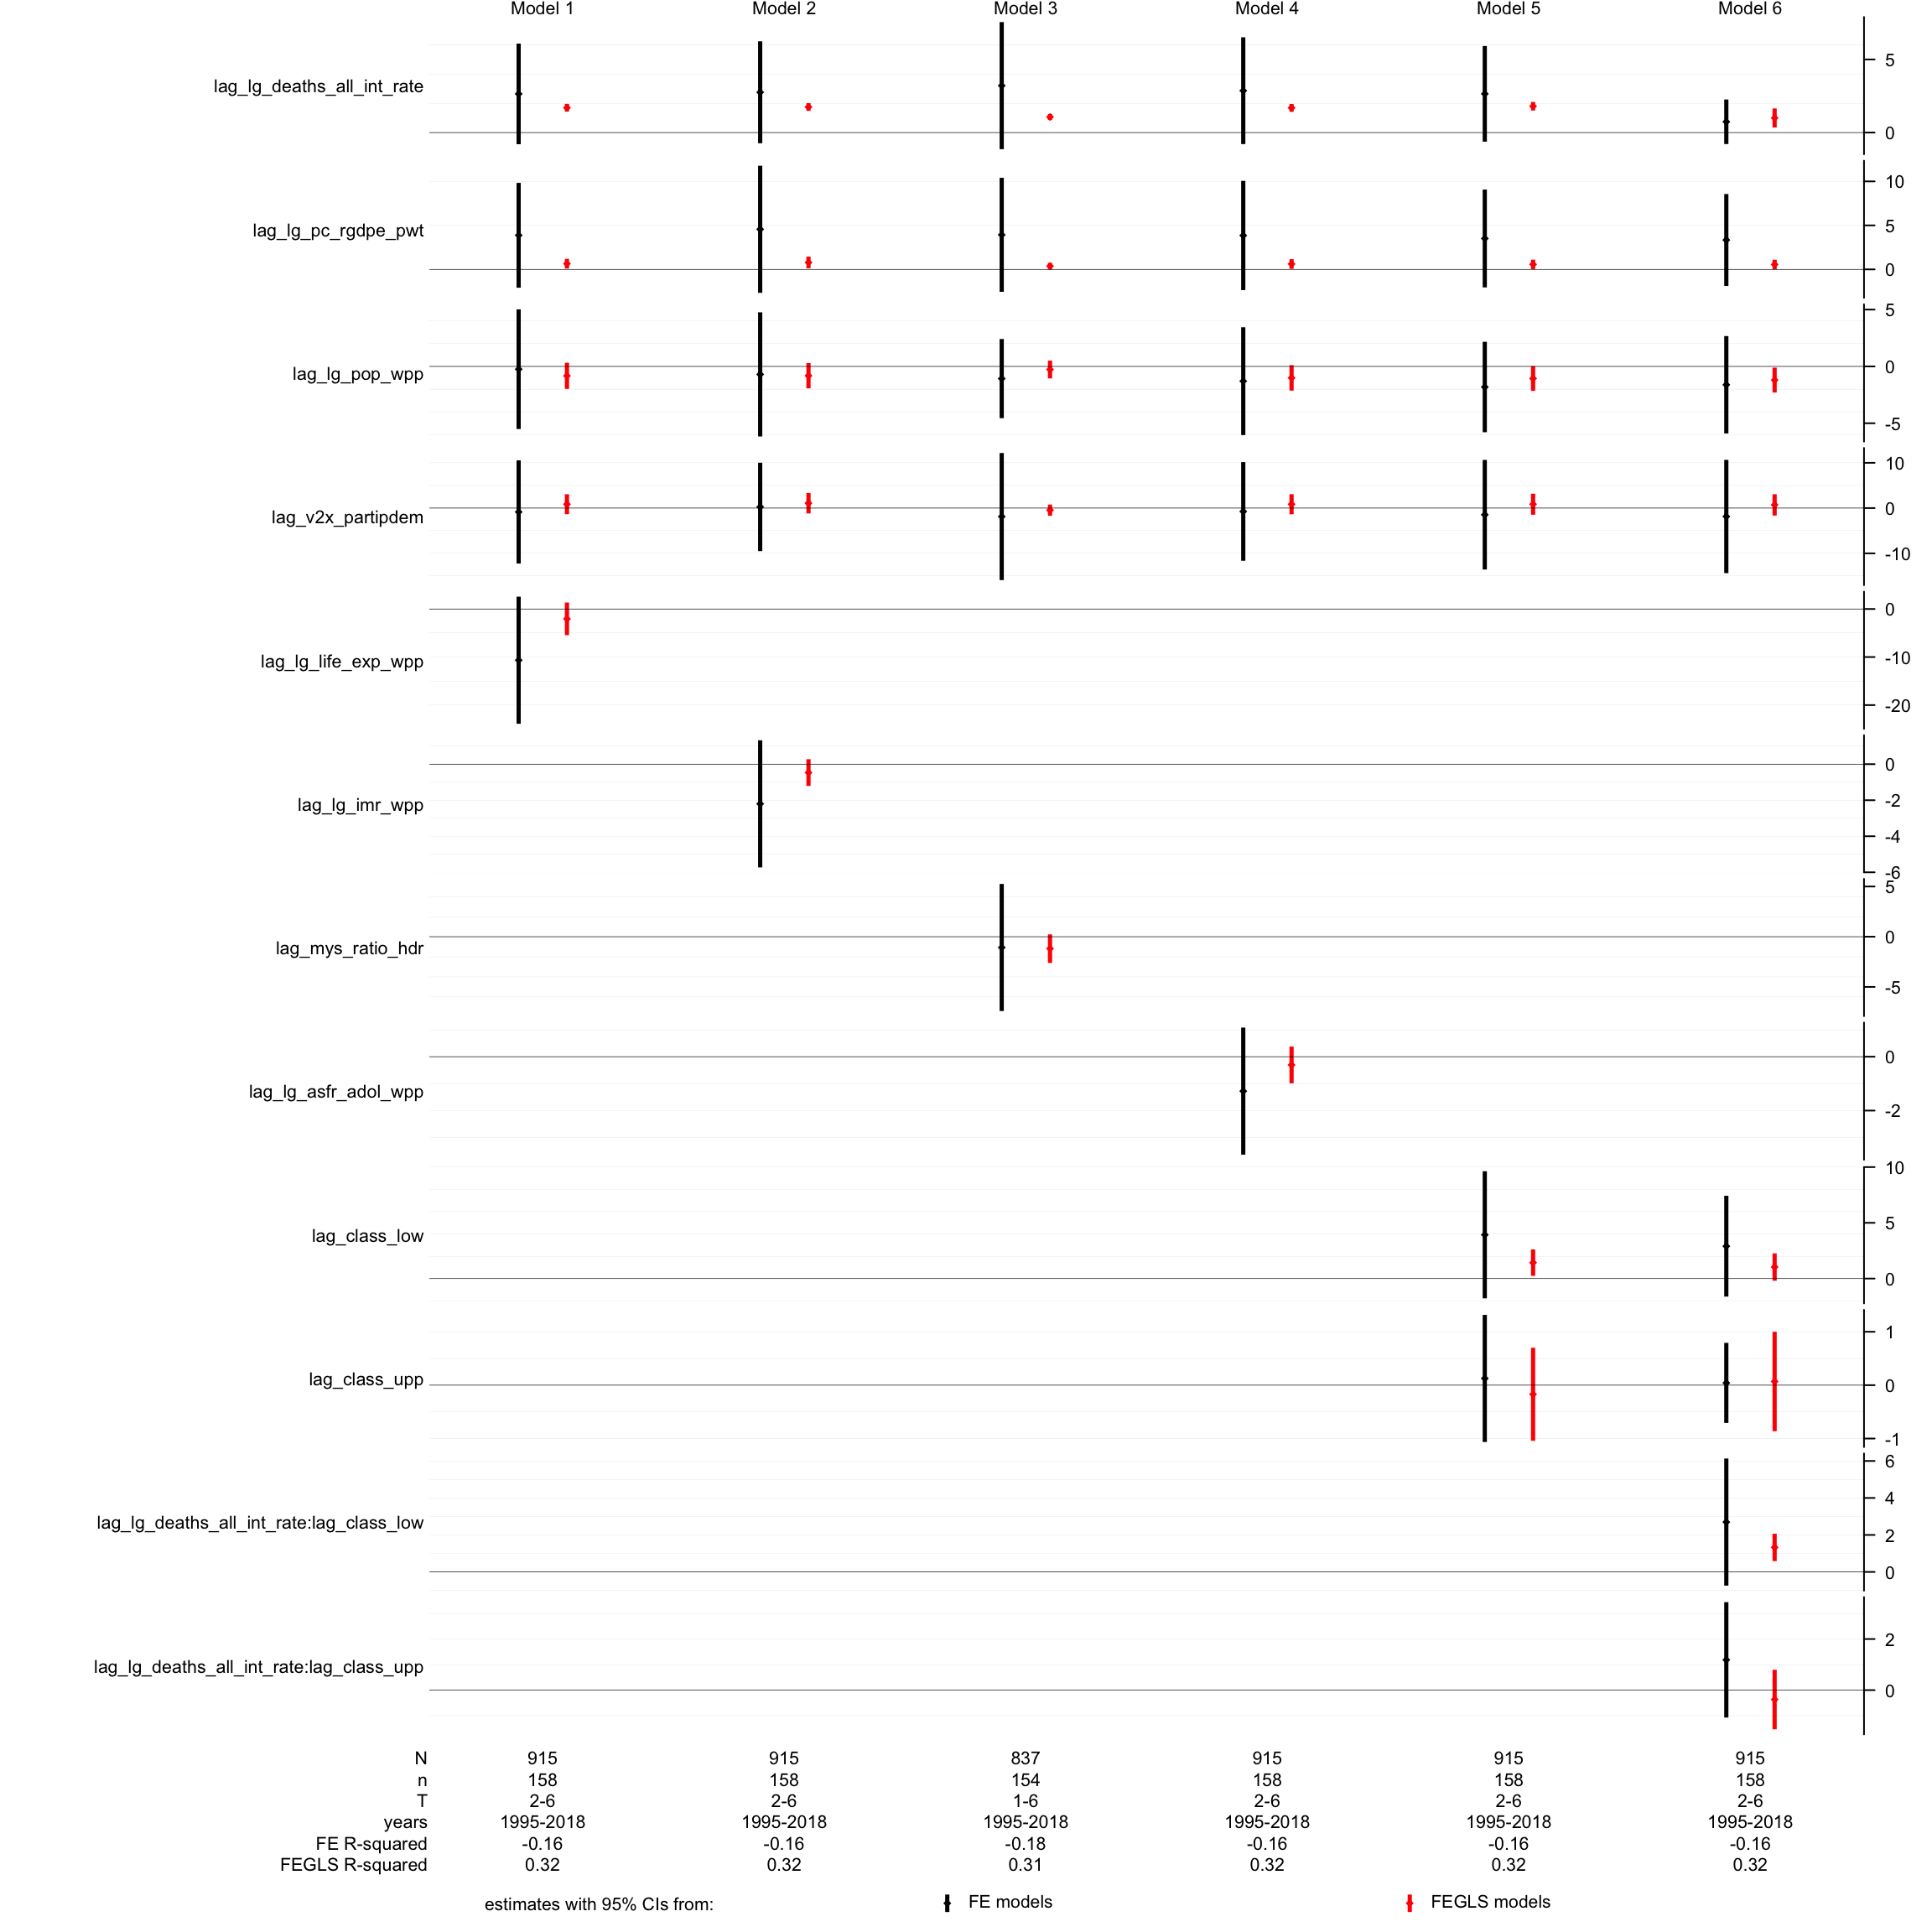 Model 1 Model 2 Model 3 Model 4 Model 5 Model 6
lag_lg_deaths_all_int_rate
5
0
lag_lg_pc_rgdpe_pwt
10
5
0
lag_lg_pop_wpp
5
0
-5
lag_v2x_partipdem
10
0
-10
lag_lg_life_exp_wpp
0
-10
-20
lag_lg_imr_wpp
0
-2
-4
-6
lag_mys_ratio_hdr
5
0
-5
lag_lg_asfr_adol_wpp
0
-2
lag_class_low
10
5
0
lag_class_upp
1
0
-1
lag_lg_deaths_all_int_rate:lag_class_low
6
4
2
0
lag_lg_deaths_all_int_rate:lag_class_upp
2
0
N 915 915 837 915 915 915
n 158 158 154 158 158 158
T 2-6 2-6 1-6 2-6 2-6 2-6
years 1995-2018 1995-2018 1995-2018 1995-2018 1995-2018 1995-2018
FE R-squared -0.16 -0.16 -0.18 -0.16 -0.16 -0.16
FEGLS R-squared 0.32 0.32 0.31 0.32 0.32 0.32
estimates with 95% CIs from: FE models FEGLS models